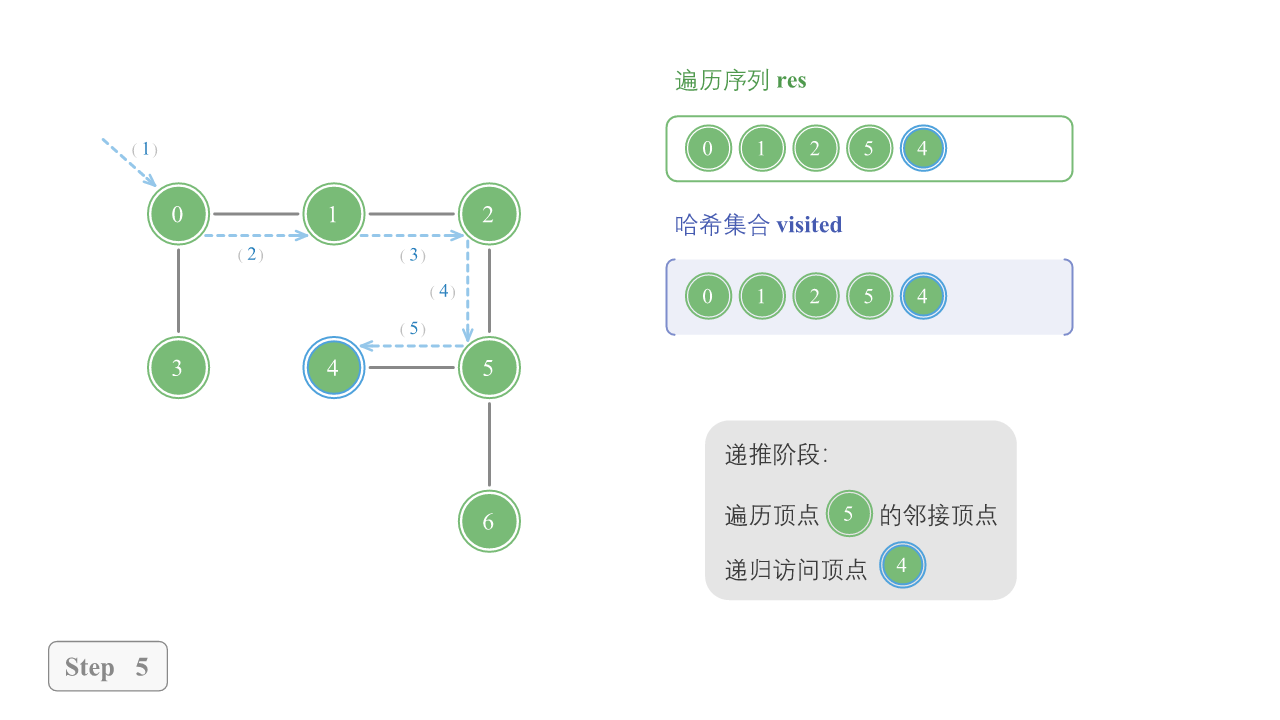 遍历序列 res
0 1 2 5 4
哈希集合 visited
0 1 2 5 4
( 1 )
0 1 2
( 2 ) ( 3 )
( 4 )
( 5 )
3 4 5
6
递推阶段：
遍历顶点 5 的邻接顶点
递归访问顶点 4
Step 5